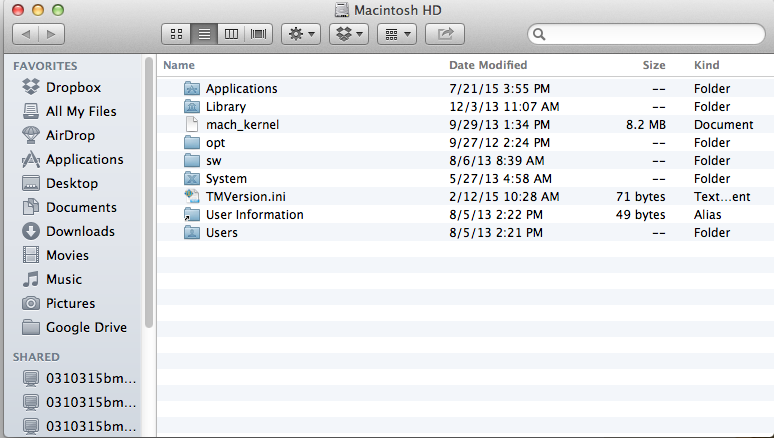 Macintosh HD
FAVORITES
Dropbox
All My Files
AirDrop
Applications
Desktop
Documents
Downloads
Movies
Music
Pictures
Google Drive
SHARED
0310315bm...
0310315bm...
0310315bm...
Name Date Modified Size Kind
Applications 7/21/15 3:55 PM -- Folder
Library 12/3/13 11:07 AM -- Folder
mach_kernel 9/29/13 1:34 PM 8.2 MB Document
opt 9/27/12 2:24 PM -- Folder
sw 8/6/13 8:39 AM -- Folder
System 5/27/13 4:58 AM -- Folder
TMVersion.ini 2/12/15 10:28 AM 71 bytes Text...ent
User Information 8/5/13 2:22 PM 49 bytes Alias
Users 8/5/13 2:21 PM -- Folder